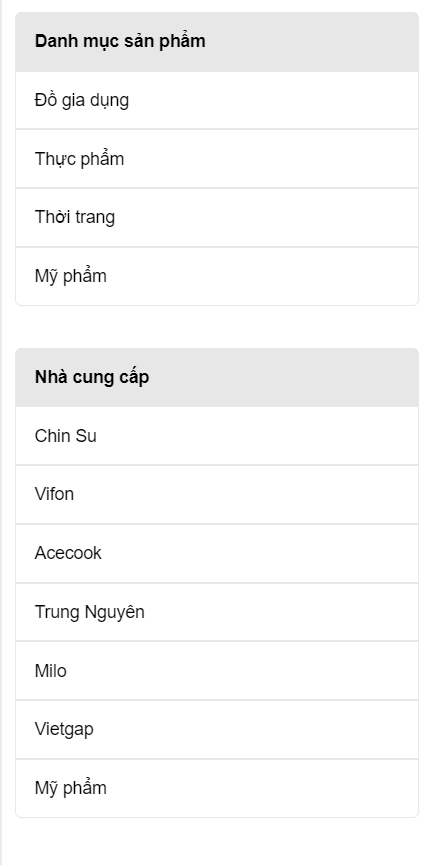 Danh mục sản phẩm
Đồ gia dụng
Thực phẩm
Thời trang
Mỹ phẩm
Nhà cung cấp
Chin Su
Vifon
Acecook
Trung Nguyên
Milo
Vietgap
Mỹ phẩm